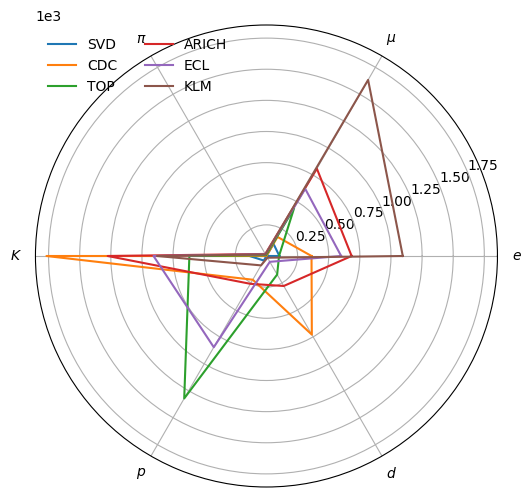 1e3
SVD
CDC
TOP
ARICH
ECL
KLM
π
μ
1.75
1.50
1.25
1.00
0.75
0.50
0.25
K
e
p
d